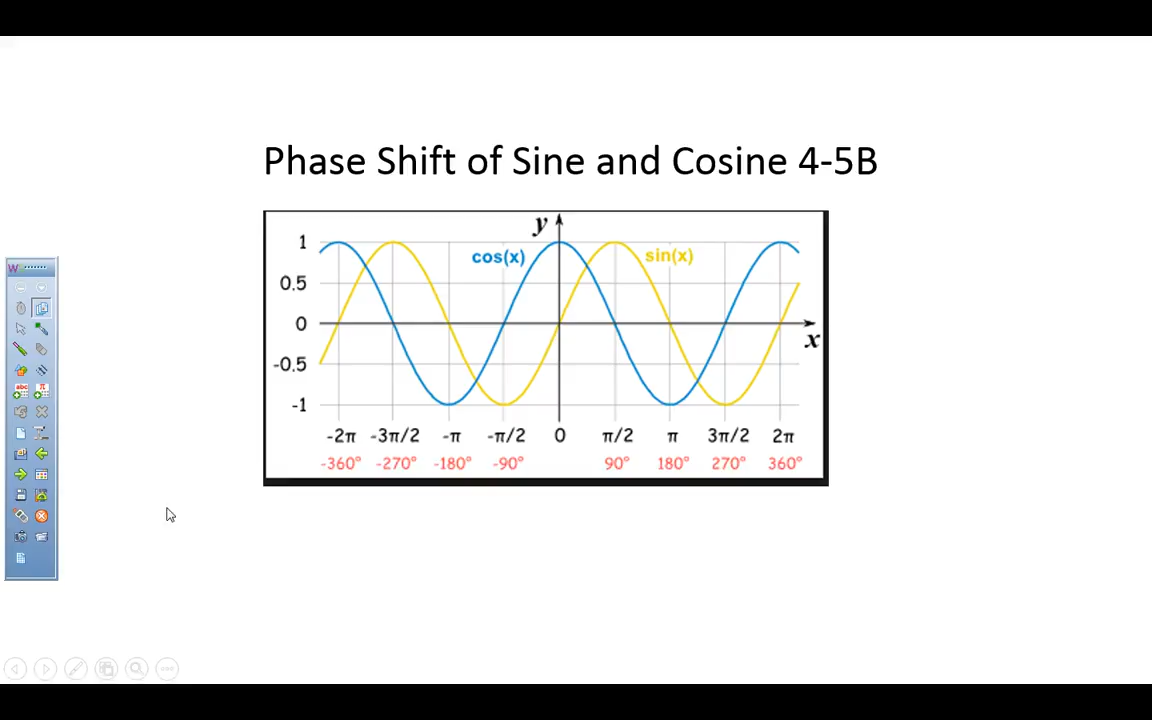 Phase Shift of Sine and Cosine 4-5B
y
1
cos(x)
sin(x)
0.5
0
x
-0.5
-1
-2π -3π/2 -π -π/2 0 π/2 π 3π/2 2π
-360° -270° -180° -90° 90° 180° 270° 360°
W
abc
π